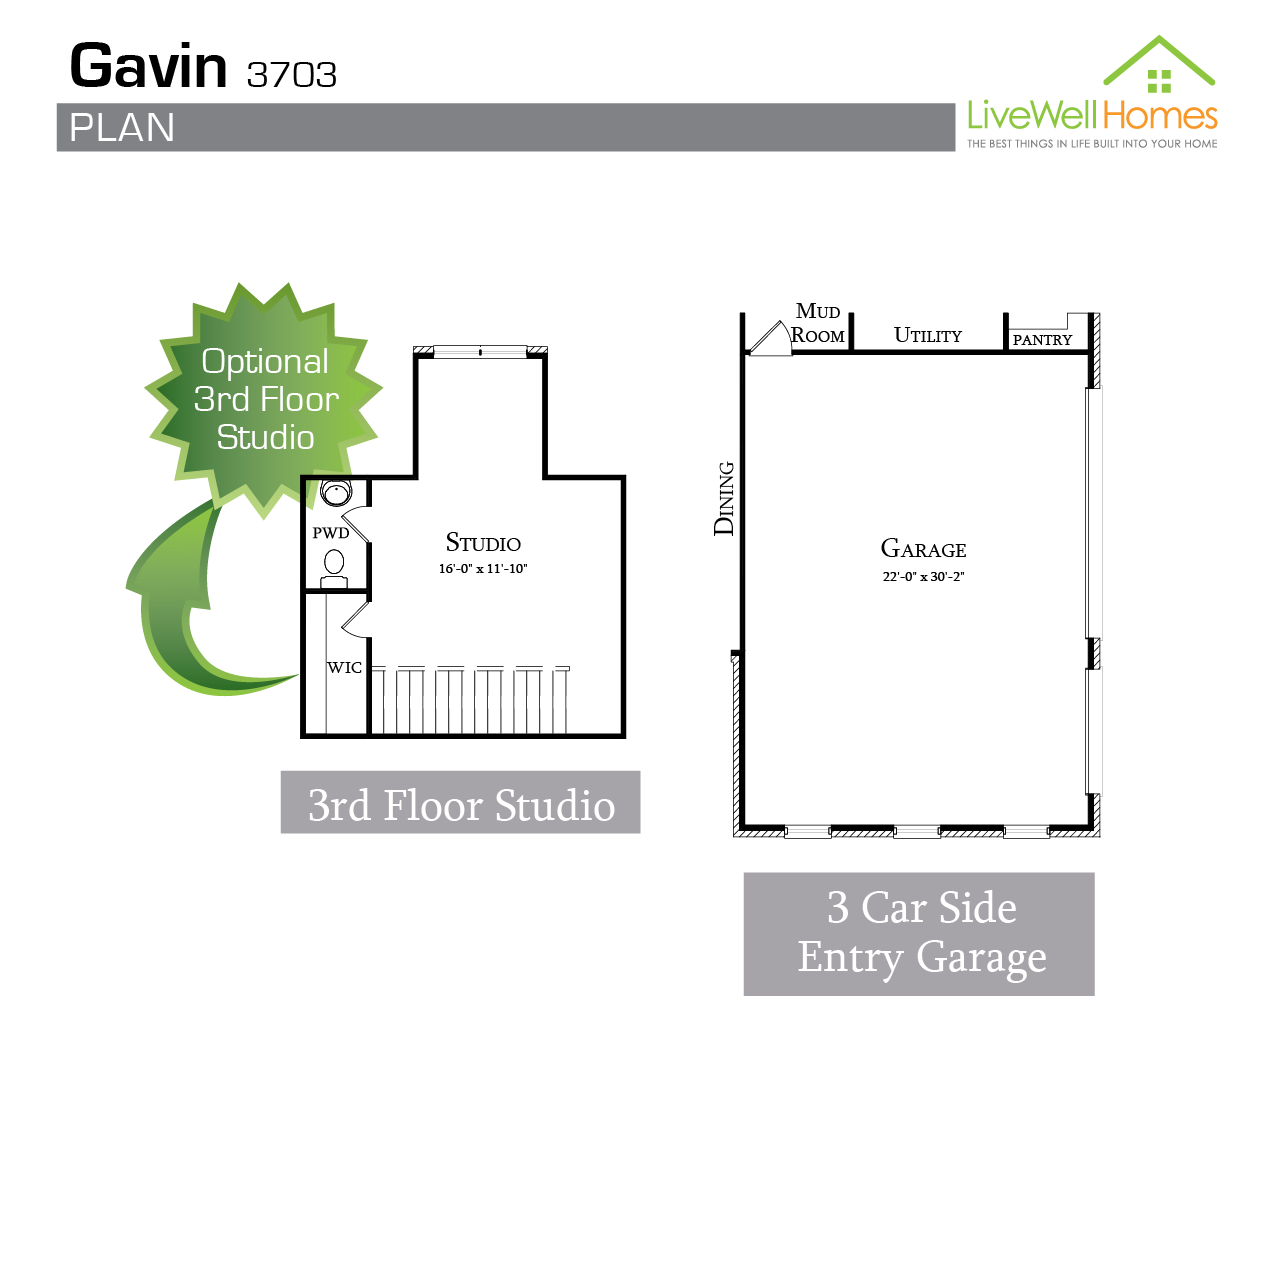 Gavin 3703
PLAN
LiveWell Homes
THE BEST THINGS IN LIFE BUILT INTO YOUR HOME
Optional
3rd Floor
Studio
PWD
STUDIO
16'-0" x 11'-10"
WIC
3rd Floor Studio
MUD
ROOM
UTILITY
PANTRY
DINING
GARAGE
22'-0" x 30'-2"
3 Car Side
Entry Garage